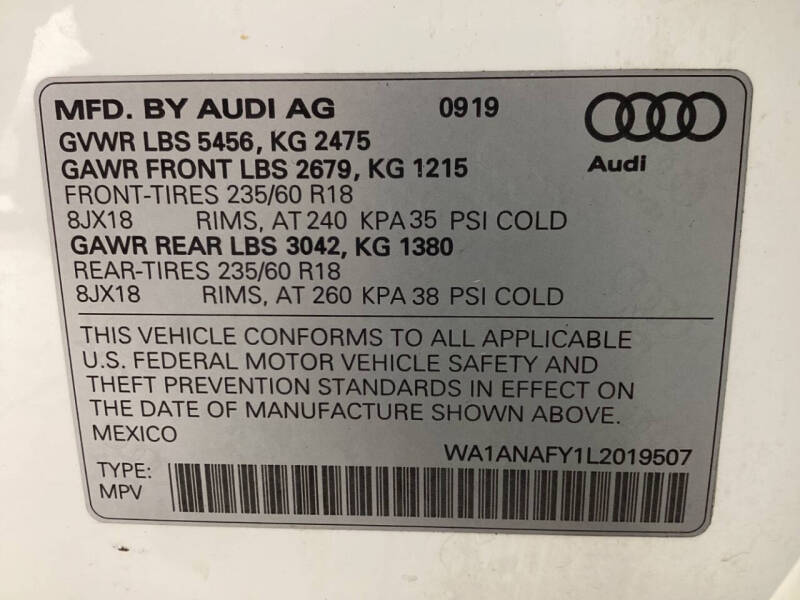 MFD. BY AUDI AG 0919
GVWR LBS 5456, KG 2475
GAWR FRONT LBS 2679, KG 1215
Audi
FRONT-TIRES 235/60 R18
8JX18 RIMS, AT 240 KPA 35 PSI COLD
GAWR REAR LBS 3042, KG 1380
REAR-TIRES 235/60 R18
8JX18 RIMS, AT 260 KPA 38 PSI COLD
THIS VEHICLE CONFORMS TO ALL APPLICABLE
U.S. FEDERAL MOTOR VEHICLE SAFETY AND
THEFT PREVENTION STANDARDS IN EFFECT ON
THE DATE OF MANUFACTURE SHOWN ABOVE.
MEXICO
WA1ANAFY1L2019507
TYPE:
MPV